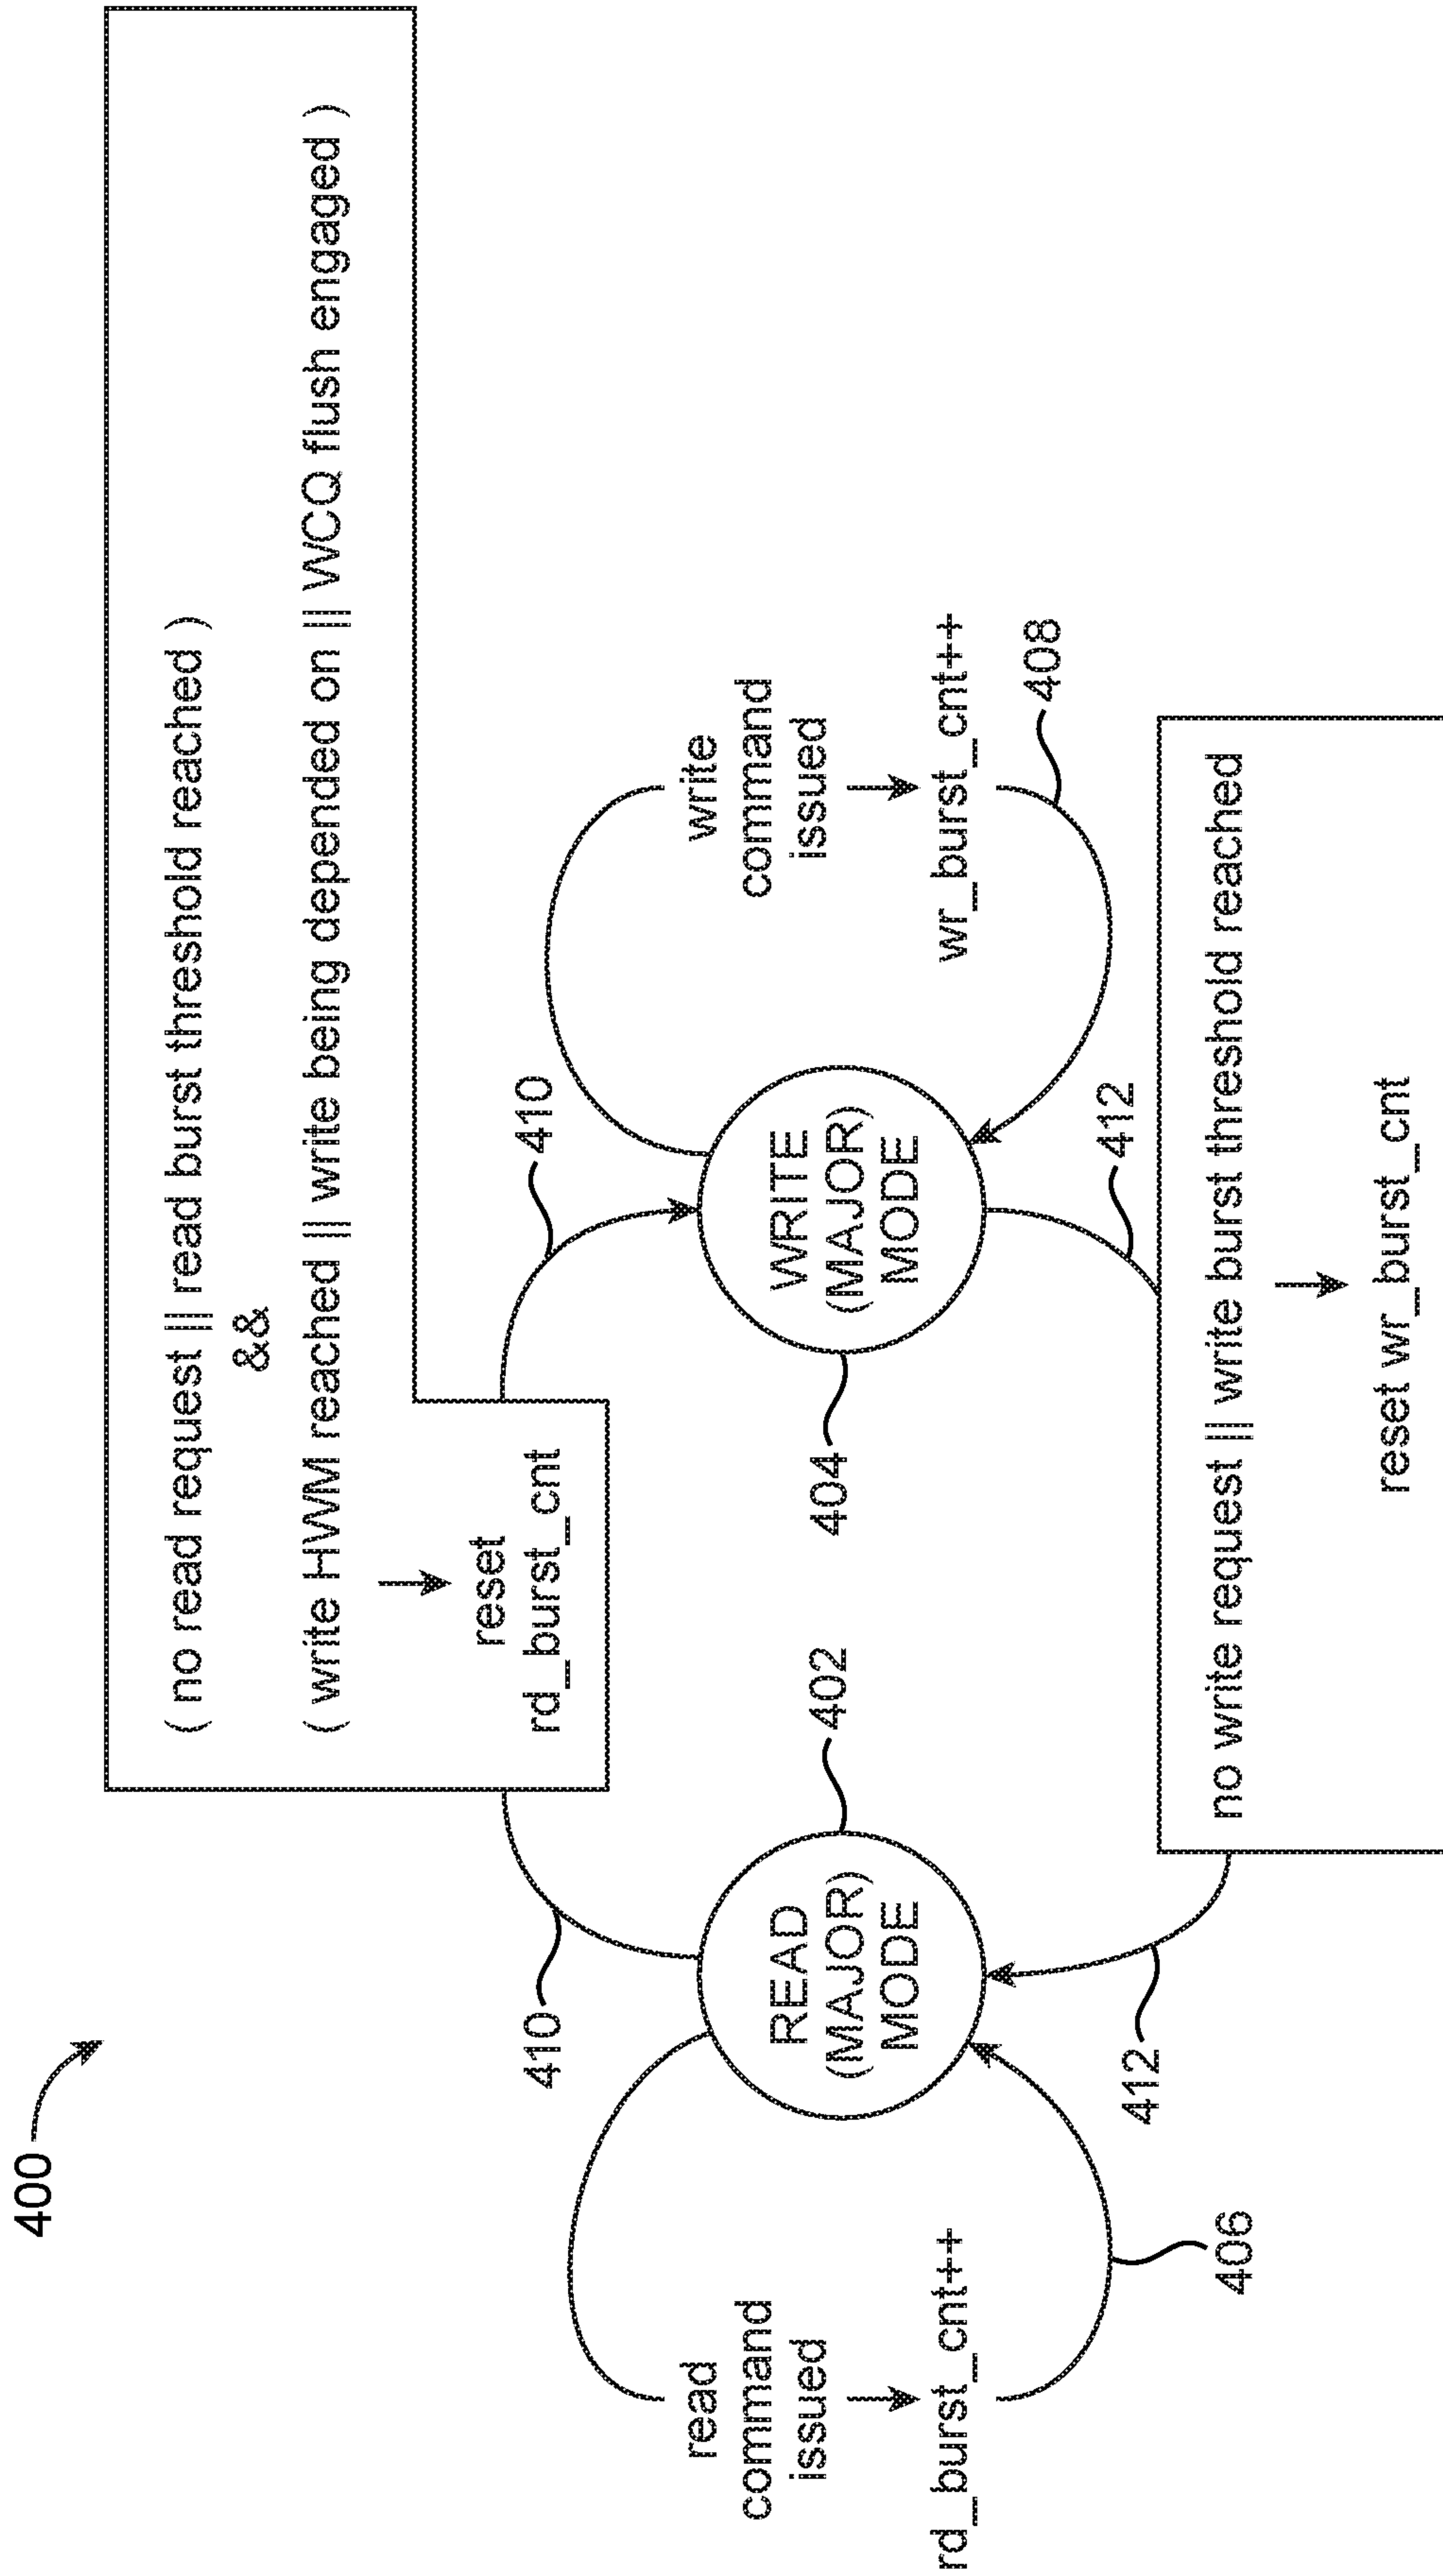 400
( no read request || read burst threshold reached )
&&
( write HWM reached || write being depended on || WCQ flush engaged )
reset
rd_burst_cnt
410
410
read
command
issued
rd_burst_cnt++
406
READ
(MAJOR)
MODE
402
404
WRITE
(MAJOR)
MODE
write
command
issued
wr_burst_cnt++
408
412
412
no write request || write burst threshold reached
reset wr_burst_cnt